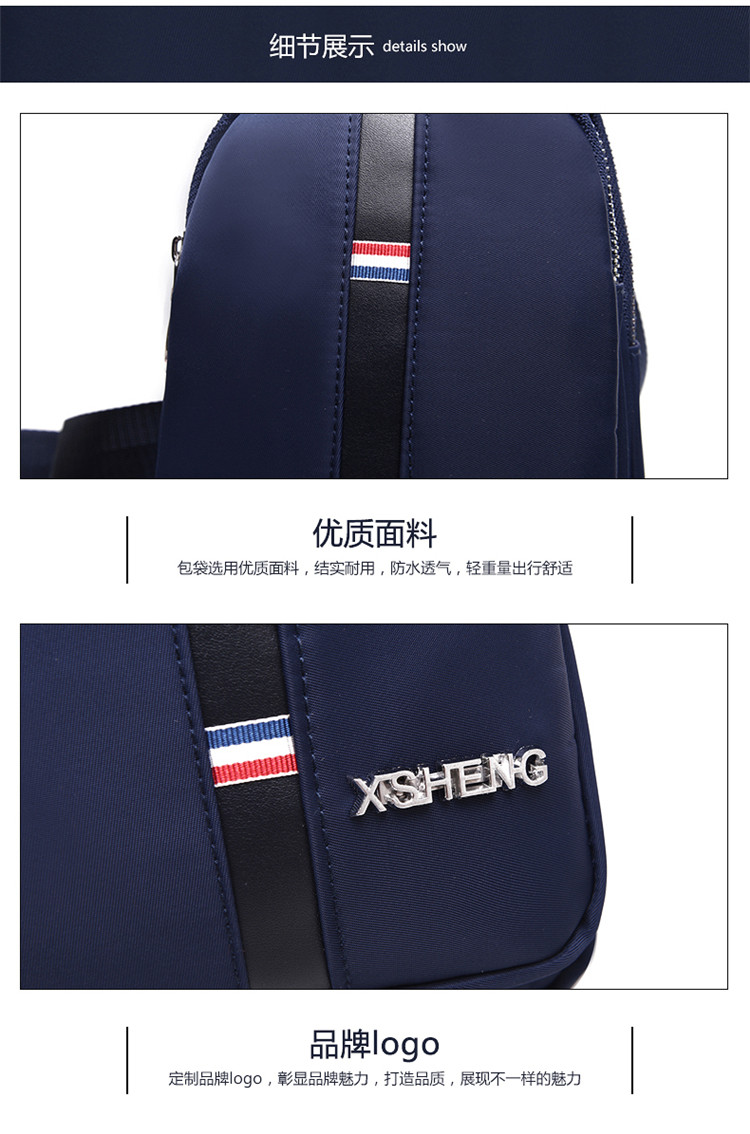 细节展示 details show
优质面料
包袋选用优质面料，结实耐用，防水透气，轻重量出行舒适
XSHENG
品牌logo
定制品牌logo，彰显品牌魅力，打造品质，展现不一样的魅力